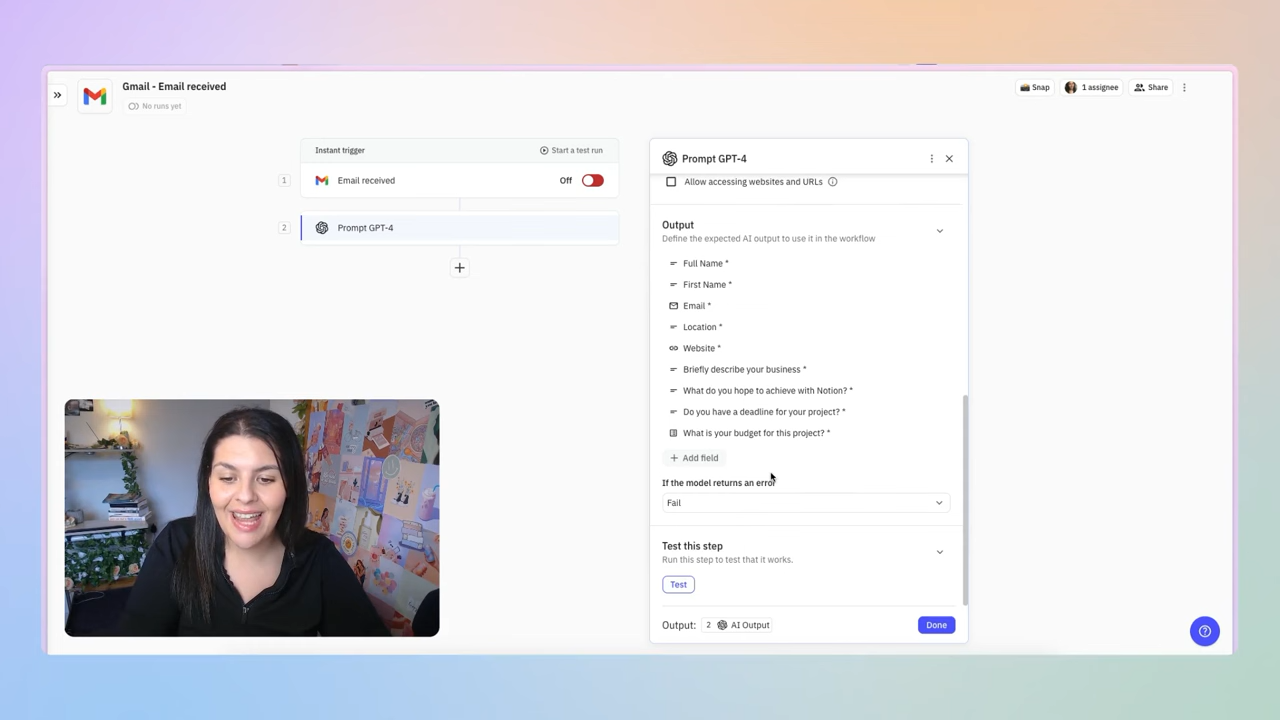 Gmail - Email received
No runs yet
Snap
1 assignee
Share
Instant trigger
Start a test run
1
Email received
Off
2
Prompt GPT-4
Prompt GPT-4
Allow accessing websites and URLs
Output
Define the expected AI output to use it in the workflow
Full Name *
First Name *
Email *
Location *
Website *
Briefly describe your business *
What do you hope to achieve with Notion? *
Do you have a deadline for your project? *
What is your budget for this project? *
+ Add field
If the model returns an error
Fail
Test this step
Run this step to test that it works.
Test
Output: 2 AI Output
Done